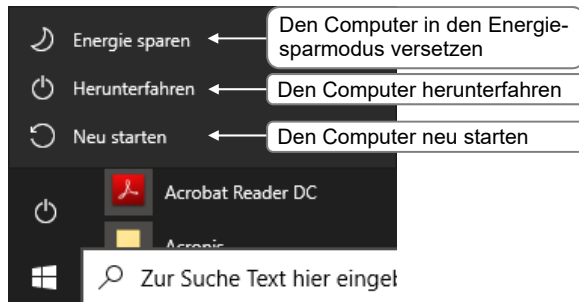 Energie sparen
Den Computer in den Energie-
sparmodus versetzen
Herunterfahren
Den Computer herunterfahren
Neu starten
Den Computer neu starten
Acrobat Reader DC
Acronis
Zur Suche Text hier eingeb